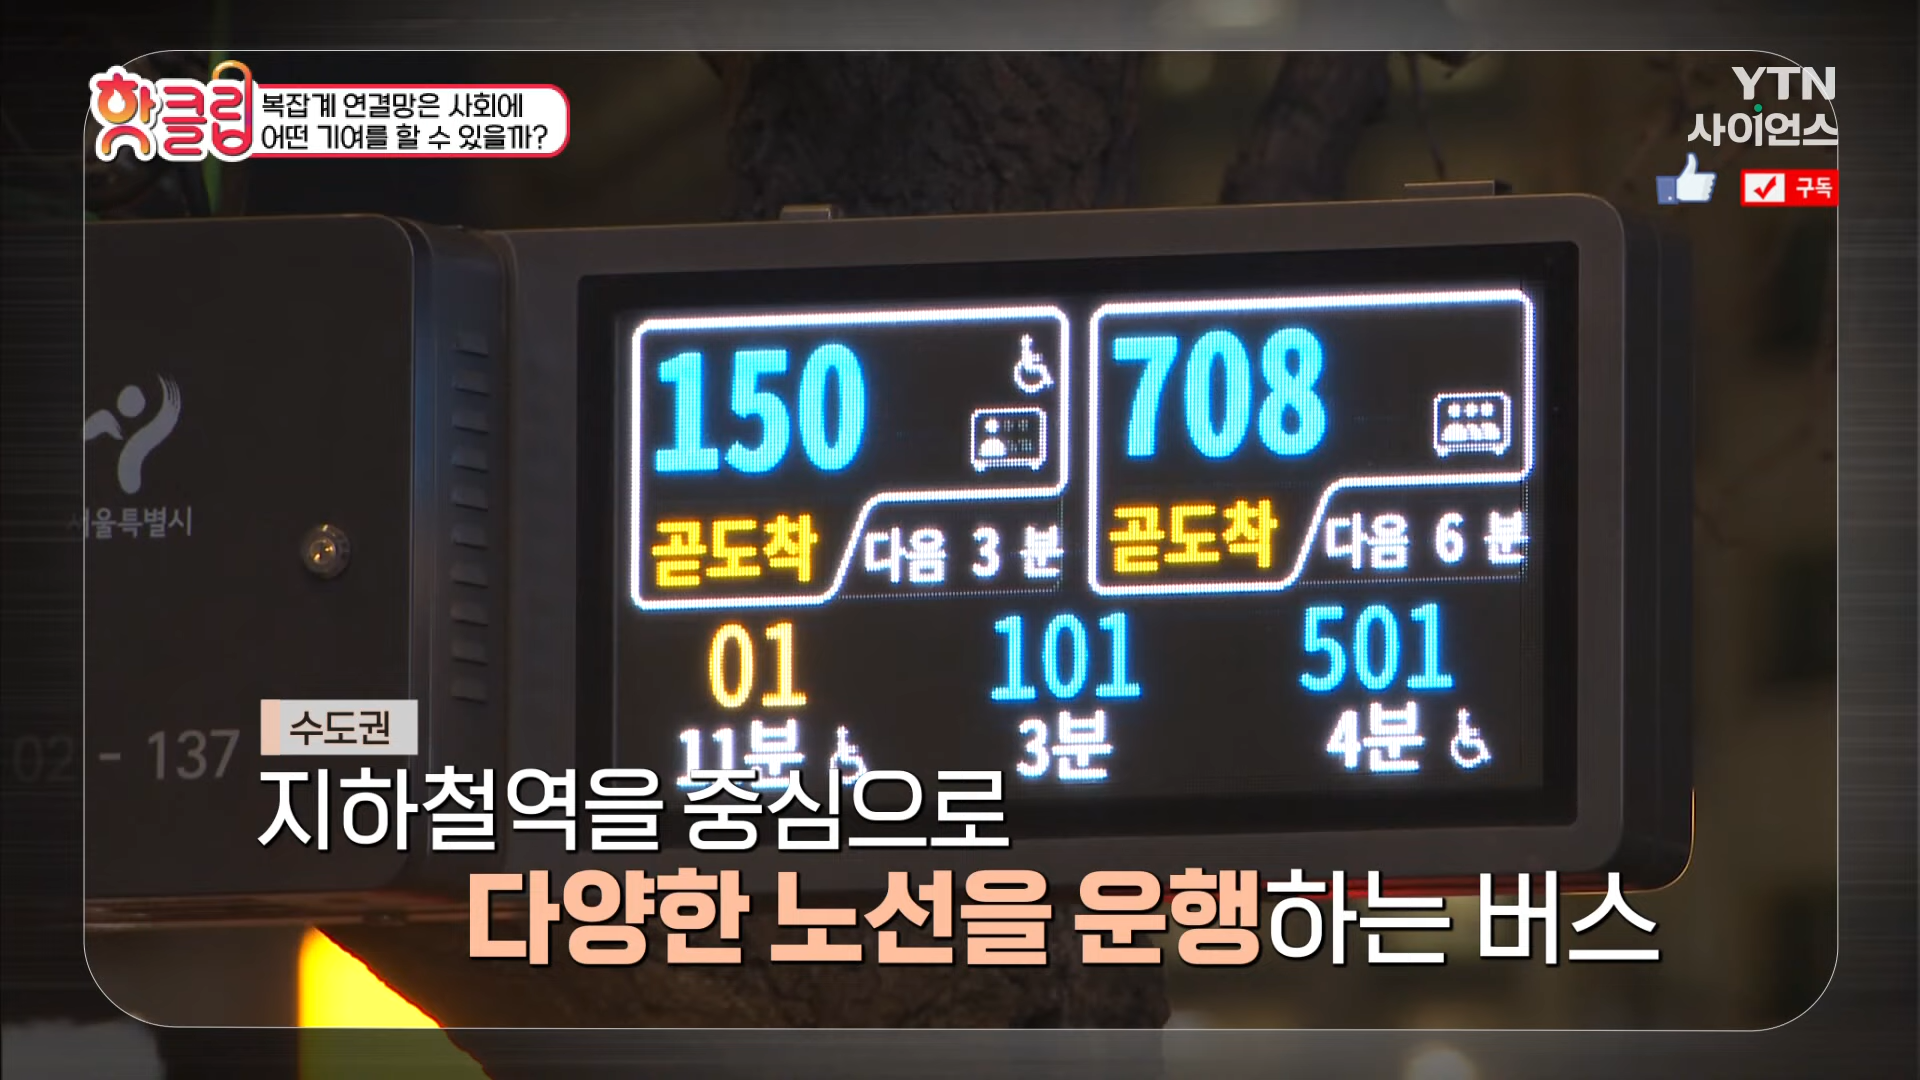 핫클립
복잡계 연결망은 사회에
어떤 기여를 할 수 있을까?
YTN
사이언스
구독
150
곧도착 다음 3 분
708
곧도착 다음 6 분
01
11분
101
3분
501
4분
서울특별시
02 - 137
수도권
지하철역을 중심으로
다양한 노선을 운행하는 버스